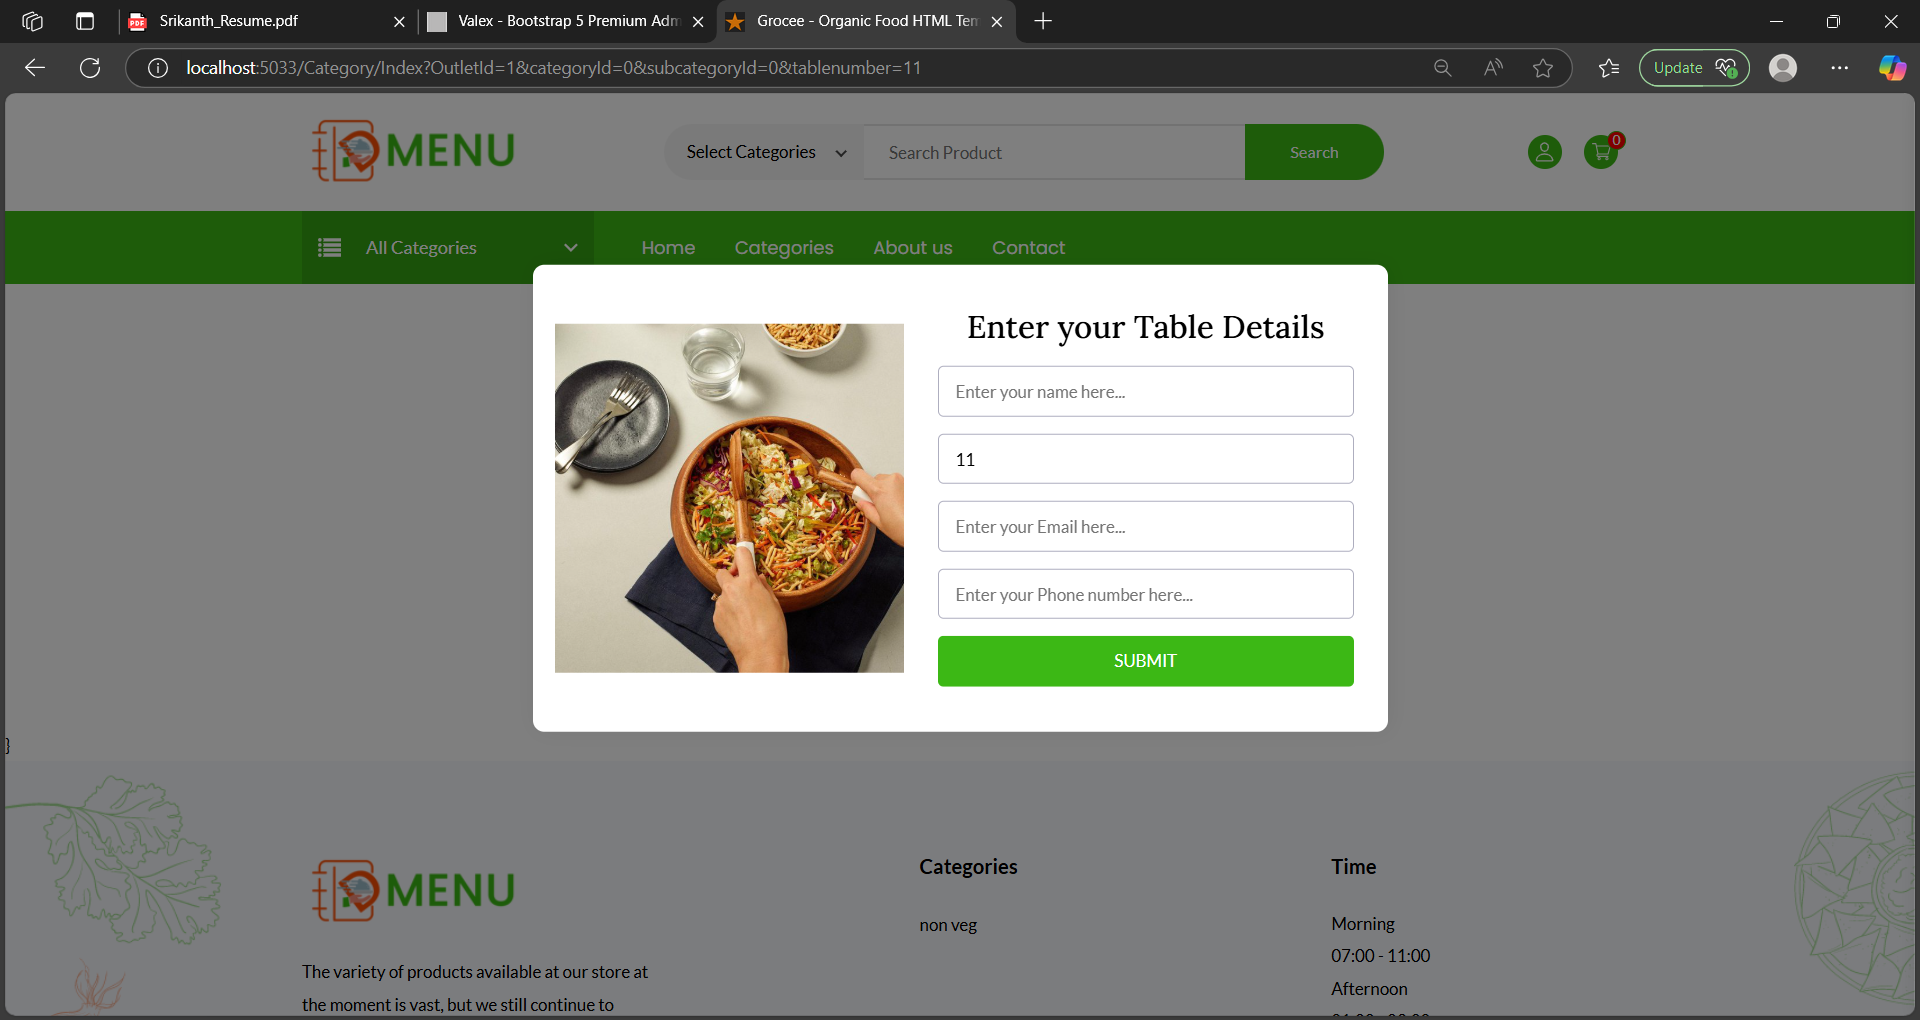 Srikanth_Resume.pdf
Valex - Bootstrap 5 Premium Adm
Grocee - Organic Food HTML Tem
localhost:5033/Category/Index?OutletId=1&categoryId=0&subcategoryId=0&tablenumber=11
Update
MENU
Select Categories
Search Product
Search
0
All Categories
Home
Categories
About us
Contact
Enter your Table Details
Enter your name here...
11
Enter your Email here...
Enter your Phone number here...
SUBMIT
}
MENU
The variety of products available at our store at
the moment is vast, but we still continue to
Categories
non veg
Time
Morning
07:00 - 11:00
Afternoon